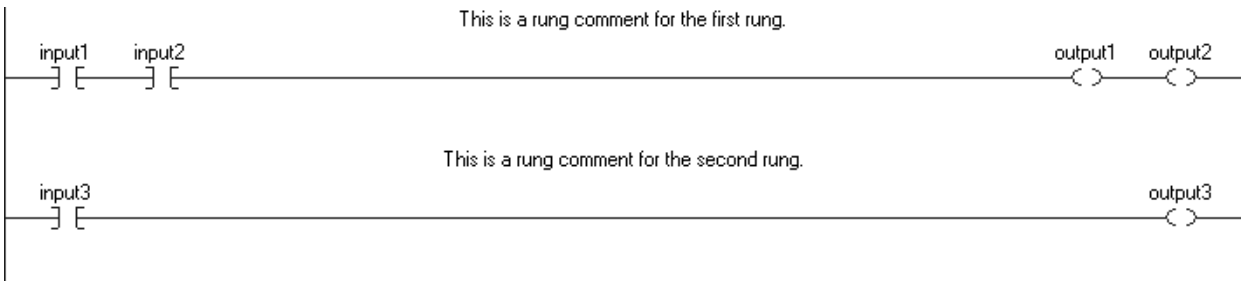 This is a rung comment for the first rung.
input1 input2 output1 output2
This is a rung comment for the second rung.
input3 output3